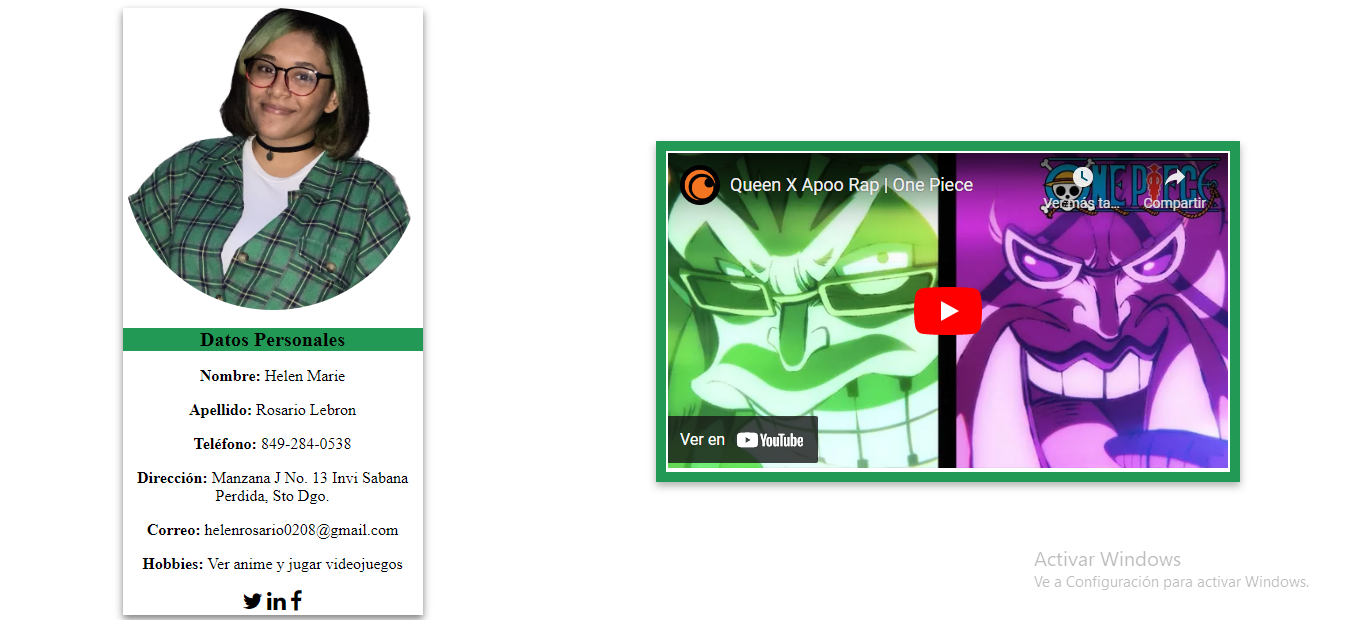 Datos Personales
Nombre: Helen Marie
Apellido: Rosario Lebron
Teléfono: 849-284-0538
Dirección: Manzana J No. 13 Invi Sabana
Perdida, Sto Dgo.
Correo: helenrosario0208@gmail.com
Hobbies: Ver anime y jugar videojuegos
Queen X Apoo Rap | One Piece
ONE PIECE
Ver más ta...
Compartir
Ver en YouTube
Activar Windows
Ve a Configuración para activar Windows.